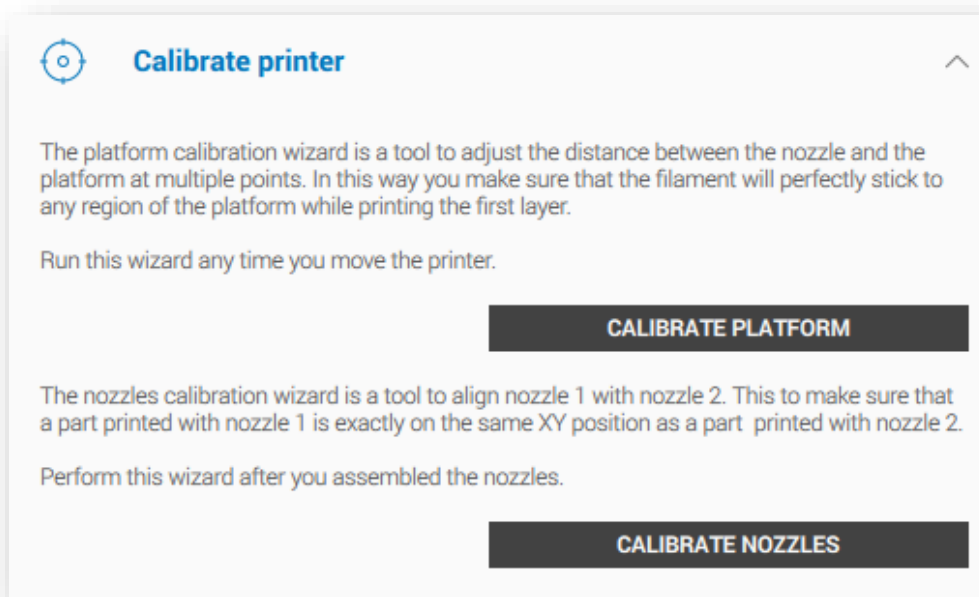 Calibrate printer
The platform calibration wizard is a tool to adjust the distance between the nozzle and the
platform at multiple points. In this way you make sure that the filament will perfectly stick to
any region of the platform while printing the first layer.
Run this wizard any time you move the printer.
CALIBRATE PLATFORM
The nozzles calibration wizard is a tool to align nozzle 1 with nozzle 2. This to make sure that
a part printed with nozzle 1 is exactly on the same XY position as a part  printed with nozzle 2.
Perform this wizard after you assembled the nozzles.
CALIBRATE NOZZLES